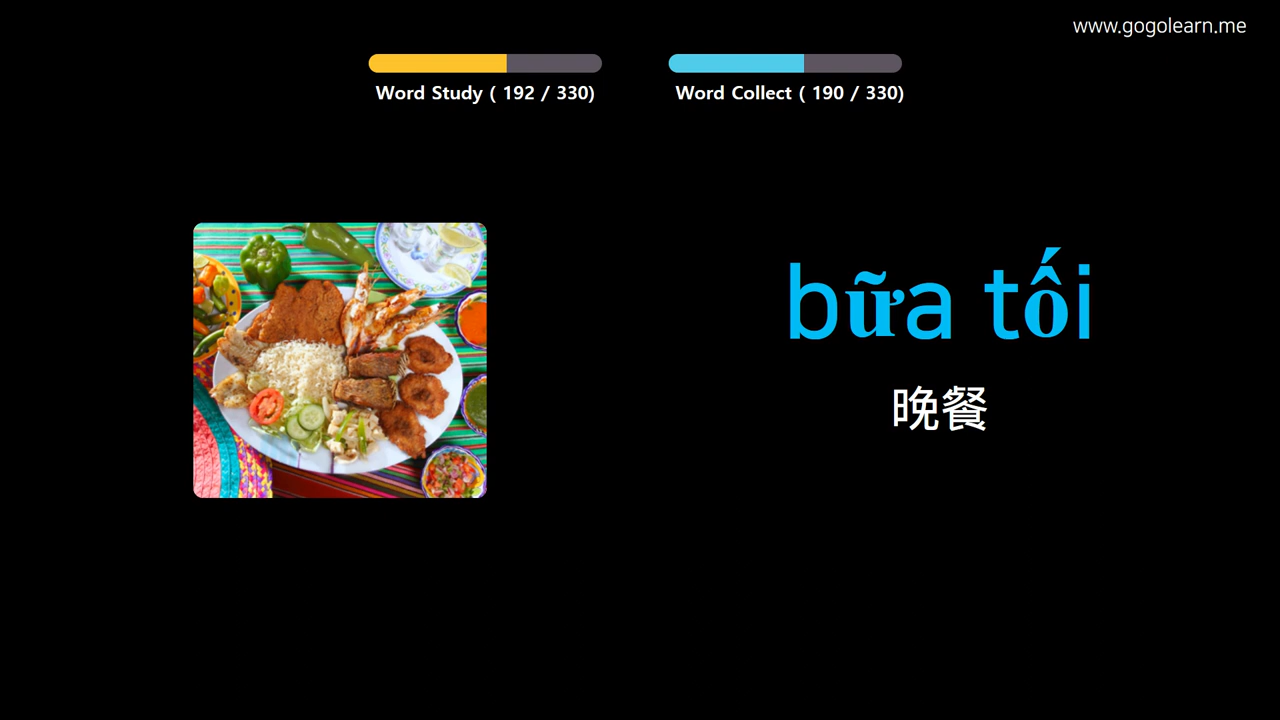 www.gogolearn.me
Word Study ( 192 / 330)
Word Collect ( 190 / 330)
bữa tối
晚餐